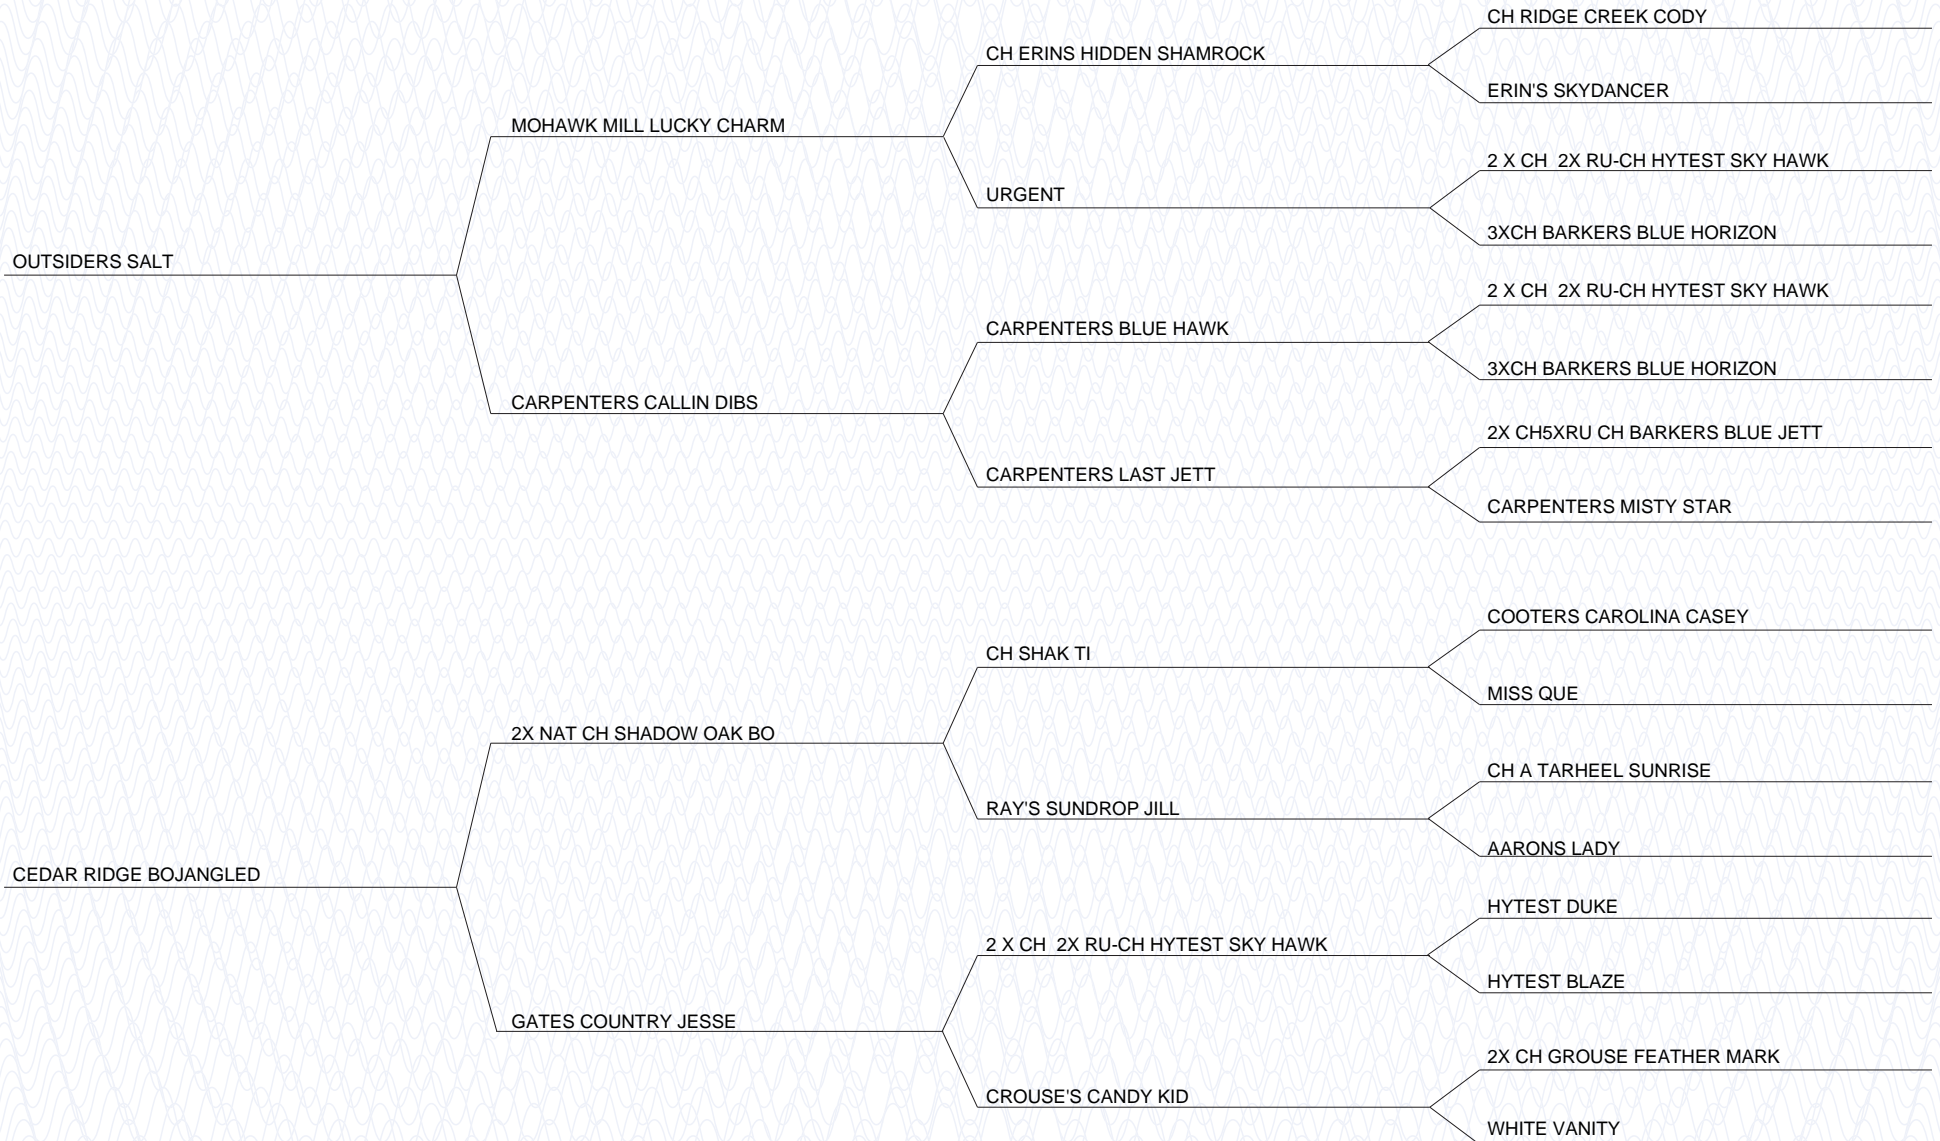 CH RIDGE CREEK CODY
CH ERINS HIDDEN SHAMROCK
ERIN'S SKYDANCER
MOHAWK MILL LUCKY CHARM
2 X CH  2X RU-CH HYTEST SKY HAWK
URGENT
3XCH BARKERS BLUE HORIZON
OUTSIDERS SALT
2 X CH  2X RU-CH HYTEST SKY HAWK
CARPENTERS BLUE HAWK
3XCH BARKERS BLUE HORIZON
CARPENTERS CALLIN DIBS
2X CH5XRU CH BARKERS BLUE JETT
CARPENTERS LAST JETT
CARPENTERS MISTY STAR
COOTERS CAROLINA CASEY
CH SHAK TI
MISS QUE
2X NAT CH SHADOW OAK BO
CH A TARHEEL SUNRISE
RAY'S SUNDROP JILL
AARONS LADY
CEDAR RIDGE BOJANGLED
HYTEST DUKE
2 X CH  2X RU-CH HYTEST SKY HAWK
HYTEST BLAZE
GATES COUNTRY JESSE
2X CH GROUSE FEATHER MARK
CROUSE'S CANDY KID
WHITE VANITY